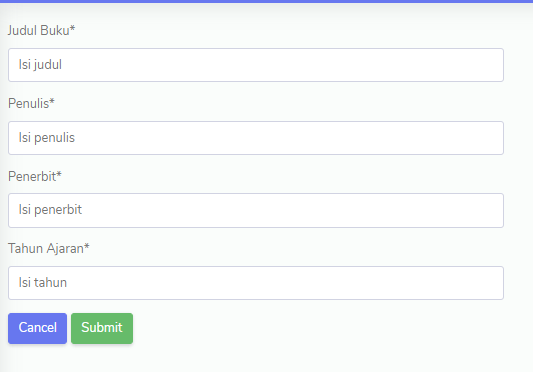 Judul Buku*
Isi judul
Penulis*
Isi penulis
Penerbit*
Isi penerbit
Tahun Ajaran*
Isi tahun
Cancel Submit